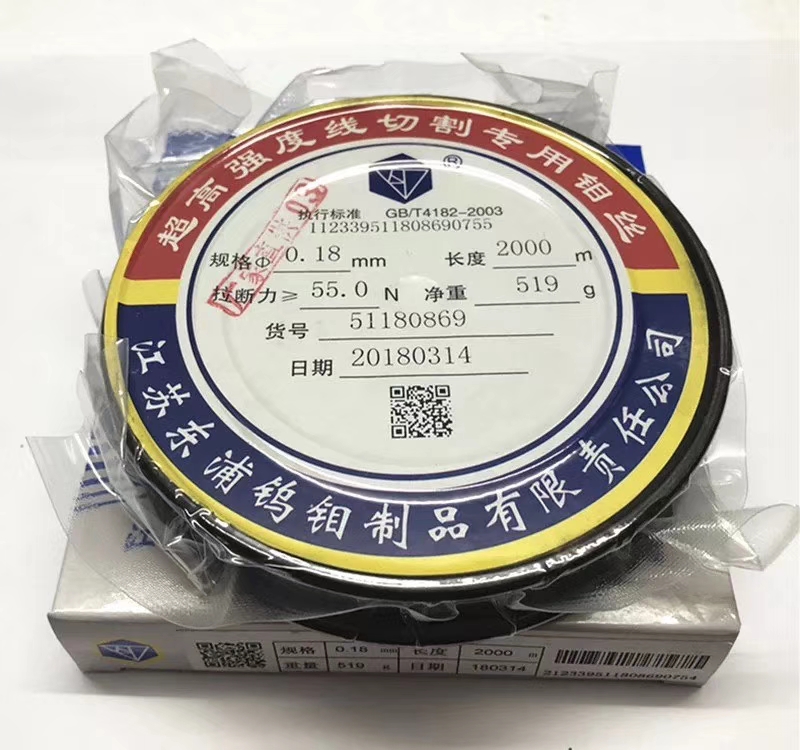 超高强度线切割专用钼丝
®
执行标准 GB/T4182-2003
112339511808690755
规格Φ 0.18 mm 长度 2000 m
拉断力≥ 55.0 N 净重 519 g
货号 51180869
日期 20180314
江苏东浦钨钼制品有限责任公司
规格 0.18 mm 长度 2000 m
重量 519 g 日期 180314
212339511808690754